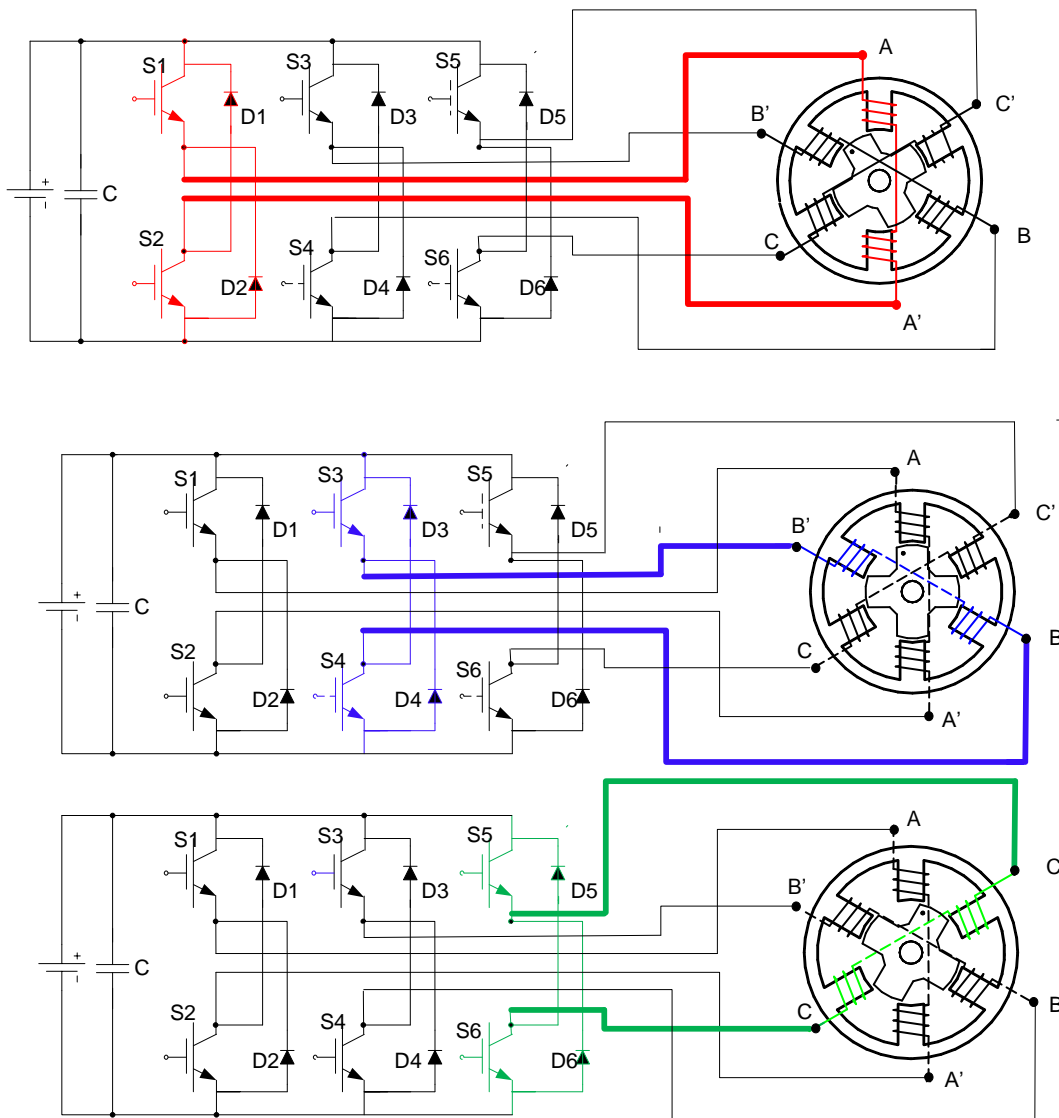 A
S1
S3
S5
D1
D3
D5
C'
B'
+
-
C
S2
S4
S6
C
B
D2
D4
D6
A'
S1
S3
S5
A
D1
D3
D5
C'
B'
+
-
C
S2
S4
S6
C
B
D2
D4
D6
A'
S1
S3
S5
A
D1
D3
D5
C
B'
+
-
C
S2
S4
S6
C
B
D2
D4
D6
A'